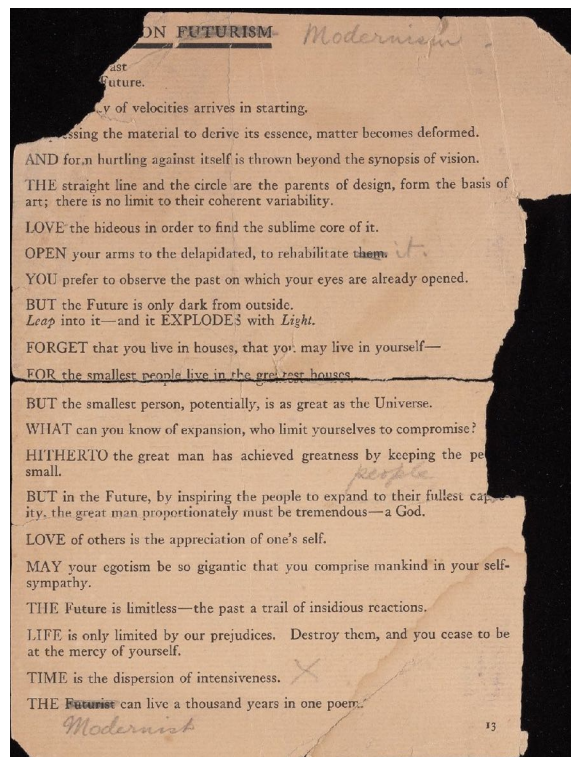 ON FUTURISM Modernism -
ast
Future.
y of velocities arrives in starting.
essing the material to derive its essence, matter becomes deformed.
AND form hurtling against itself is thrown beyond the synopsis of vision.
THE straight line and the circle are the parents of design, form the basis of
art; there is no limit to their coherent variability.
LOVE the hideous in order to find the sublime core of it.
OPEN your arms to the delapidated, to rehabilitate them. it.
YOU prefer to observe the past on which your eyes are already opened.
BUT the Future is only dark from outside.
Leap into it—and it EXPLODES with Light.
FORGET that you live in houses, that you may live in yourself—
FOR the smallest people live in the greatest houses.
BUT the smallest person, potentially, is as great as the Universe.
WHAT can you know of expansion, who limit yourselves to compromise?
HITHERTO the great man has achieved greatness by keeping the pe
small. people
BUT in the Future, by inspiring the people to expand to their fullest capac-
ity, the great man proportionately must be tremendous—a God.
LOVE of others is the appreciation of one's self.
MAY your egotism be so gigantic that you comprise mankind in your self-
sympathy.
THE Future is limitless—the past a trail of insidious reactions.
LIFE is only limited by our prejudices. Destroy them, and you cease to be
at the mercy of yourself.
TIME is the dispersion of intensiveness. X
THE Futurist can live a thousand years in one poem.
Modernist
13